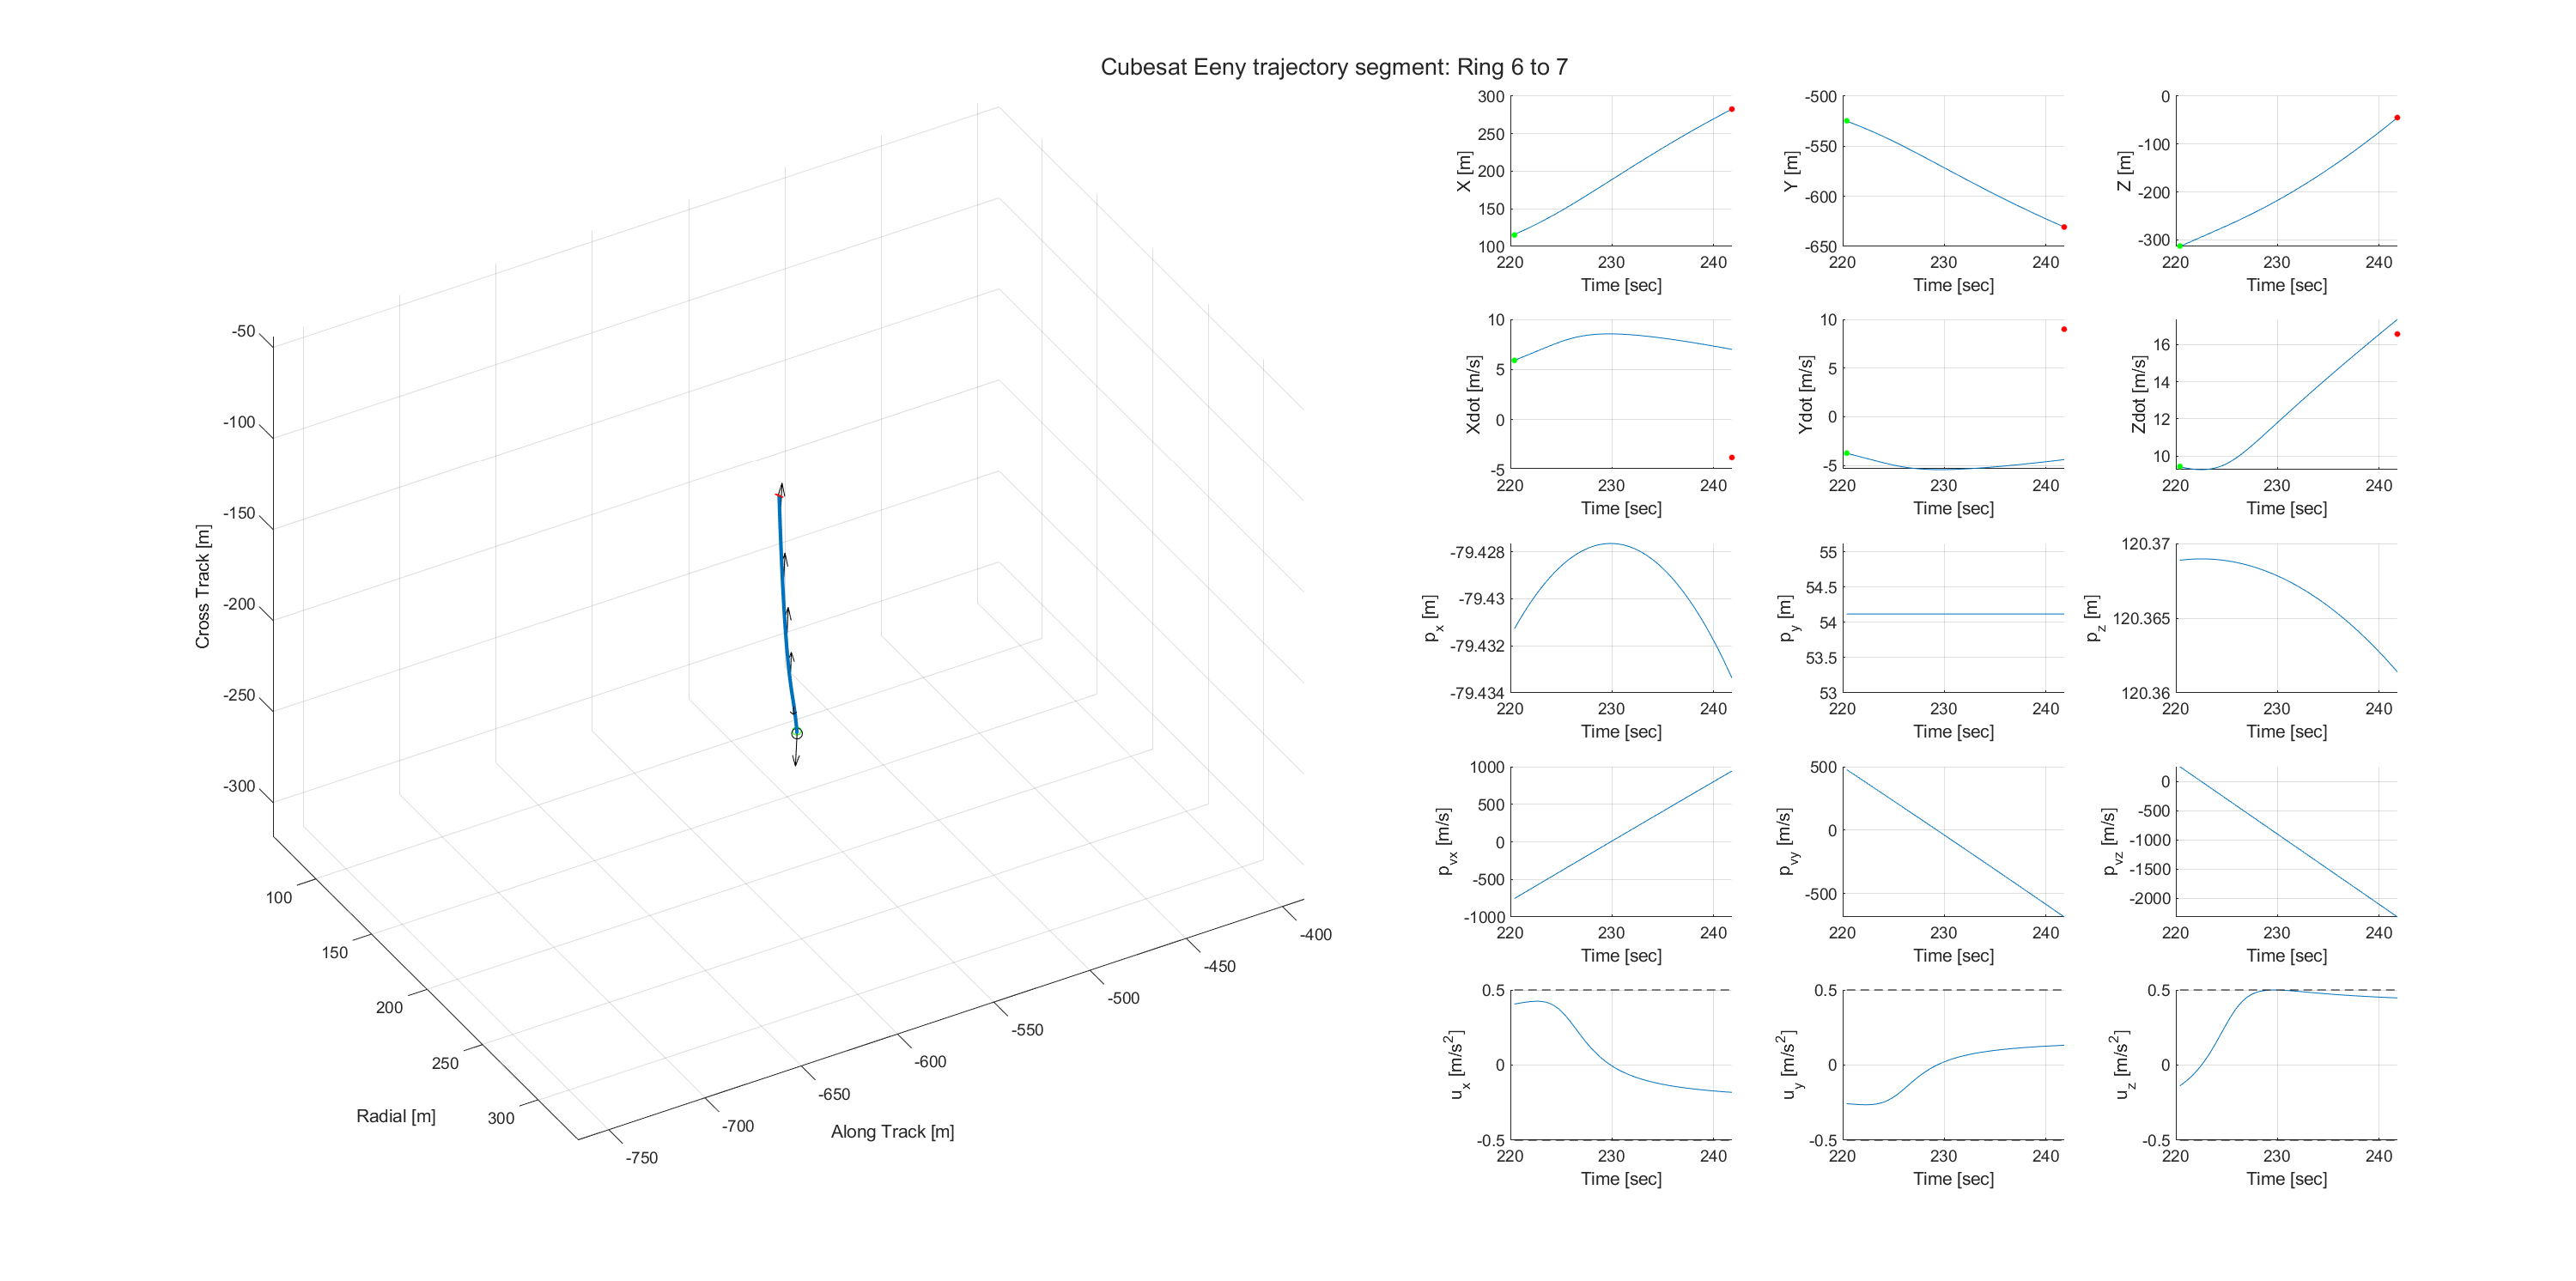 Cubesat Eeny trajectory segment: Ring 6 to 7
-50
-100
-150
-200
-250
-300
Cross Track [m]
100
150
200
250
300
Radial [m]
-750
-700
-650
-600
-550
-500
-450
-400
Along Track [m]
300
250
200
150
100
X [m]
220 230 240
Time [sec]
-500
-550
-600
-650
Y [m]
220 230 240
Time [sec]
0
-100
-200
-300
Z [m]
220 230 240
Time [sec]
10
5
0
-5
Xdot [m/s]
220 230 240
Time [sec]
10
5
0
-5
Ydot [m/s]
220 230 240
Time [sec]
16
14
12
10
Zdot [m/s]
220 230 240
Time [sec]
-79.428
-79.43
-79.432
-79.434
p_x [m]
220 230 240
Time [sec]
55
54.5
54
53.5
53
p_y [m]
220 230 240
Time [sec]
120.37
120.365
120.36
p_z [m]
220 230 240
Time [sec]
1000
500
0
-500
-1000
p_vx [m/s]
220 230 240
Time [sec]
500
0
-500
p_vy [m/s]
220 230 240
Time [sec]
0
-500
-1000
-1500
-2000
p_vz [m/s]
220 230 240
Time [sec]
0.5
0
-0.5
u_x [m/s^2]
220 230 240
Time [sec]
0.5
0
-0.5
u_y [m/s^2]
220 230 240
Time [sec]
0.5
0
-0.5
u_z [m/s^2]
220 230 240
Time [sec]